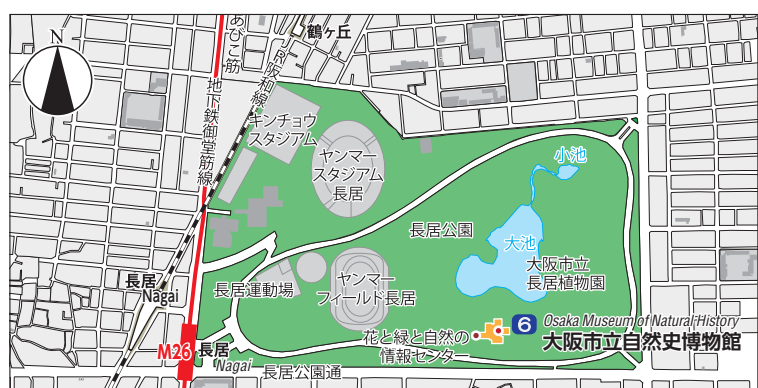 N
あびこ筋
鶴ヶ丘
JR阪和線
地下鉄御堂筋線
キンチョウ
スタジアム
ヤンマー
スタジアム
長居
小池
長居公園
大池
大阪市立
長居植物園
長居
Nagai
長居運動場
ヤンマー
フィールド長居
花と緑と自然の
情報センター
6
Osaka Museum of Natural History
大阪市立自然史博物館
M26
長居
Nagai
長居公園通